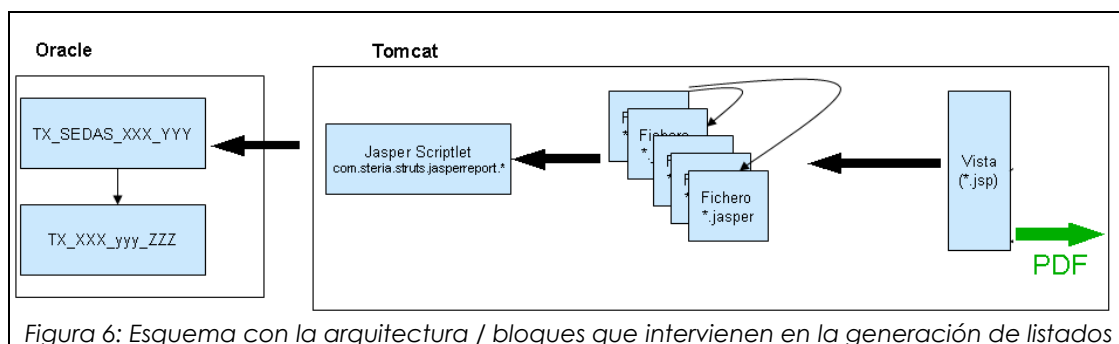 Oracle
Tomcat
TX_SEDAS_XXX_YYY
TX_XXX_yyy_ZZZ
Jasper Scriptlet
com.steria.struts.jasperreport.*
Fichero
Fichero
*.jasper
Vista
(*.jsp)
PDF
Figura 6: Esquema con la arquitectura / bloques que intervienen en la generación de listados